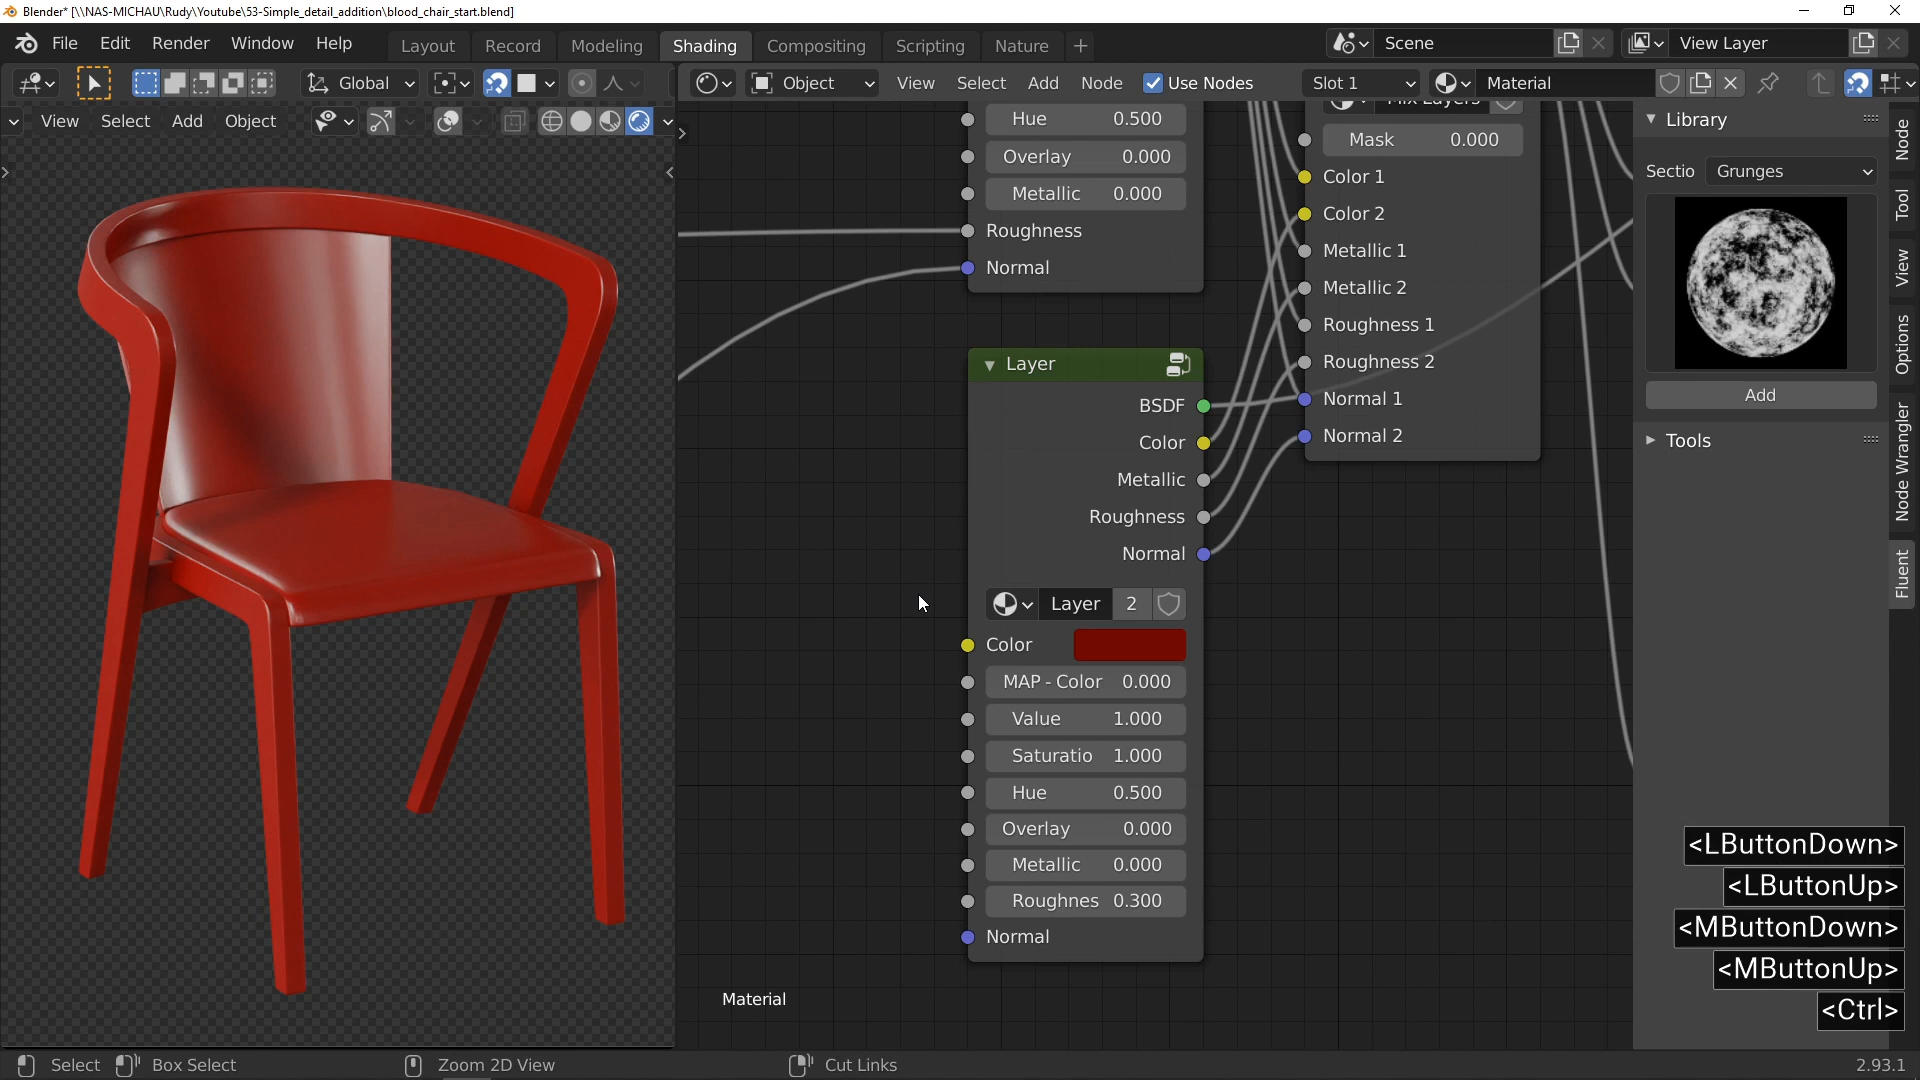 Blender* [\\NAS-MICHAU\Rudy\Youtube\53-Simple_detail_addition\blood_chair_start.blend]
File Edit Render Window Help Layout Record Modeling Shading Compositing Scripting Nature + Scene View Layer
Global Object View Select Add Node Use Nodes Slot 1 Material
View Select Add Object
Hue 0.500
Overlay 0.000
Metallic 0.000
Roughness
Normal
Mix Layers
Mask 0.000
Color 1
Color 2
Metallic 1
Metallic 2
Roughness 1
Roughness 2
Normal 1
Normal 2
Layer
BSDF
Color
Metallic
Roughness
Normal
Layer 2
Color
MAP - Color 0.000
Value 1.000
Saturatio 1.000
Hue 0.500
Overlay 0.000
Metallic 0.000
Roughnes 0.300
Normal
Material
Library
Sectio Grunges
Add
Tools
Node
Tool
View
Options
Node Wrangler
Fluent
<LButtonDown>
<LButtonUp>
<MButtonDown>
<MButtonUp>
<Ctrl>
Select Box Select Zoom 2D View Cut Links 2.93.1